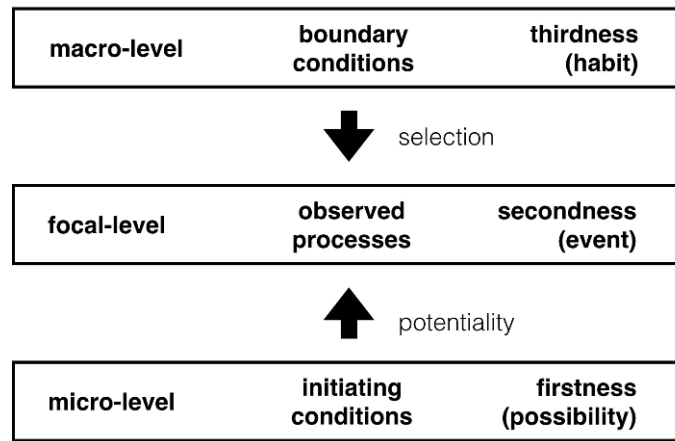 macro-level boundary conditions thirdness (habit)
selection
focal-level observed processes secondness (event)
potentiality
micro-level initiating conditions firstness (possibility)